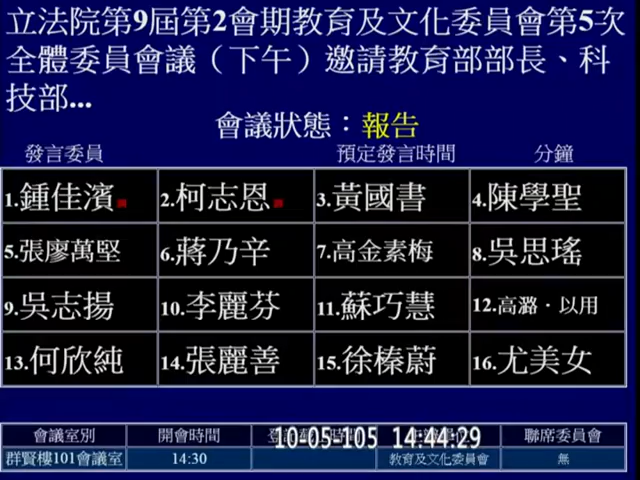 立法院第9屆第2會期教育及文化委員會第5次
全體委員會議（下午）邀請教育部部長、科
技部...
會議狀態：報告
發言委員 預定發言時間 分鐘
1.鍾佳濱 2.柯志恩 3.黃國書 4.陳學聖
5.張廖萬堅 6.蔣乃辛 7.高金素梅 8.吳思瑤
9.吳志揚 10.李麗芬 11.蘇巧慧 12.高潞．以用
13.何欣純 14.張麗善 15.徐榛蔚 16.尤美女
會議室別 開會時間 聯席委員會
10-05-105 14:44:29
群賢樓101會議室 14:30 教育及文化委員會 無